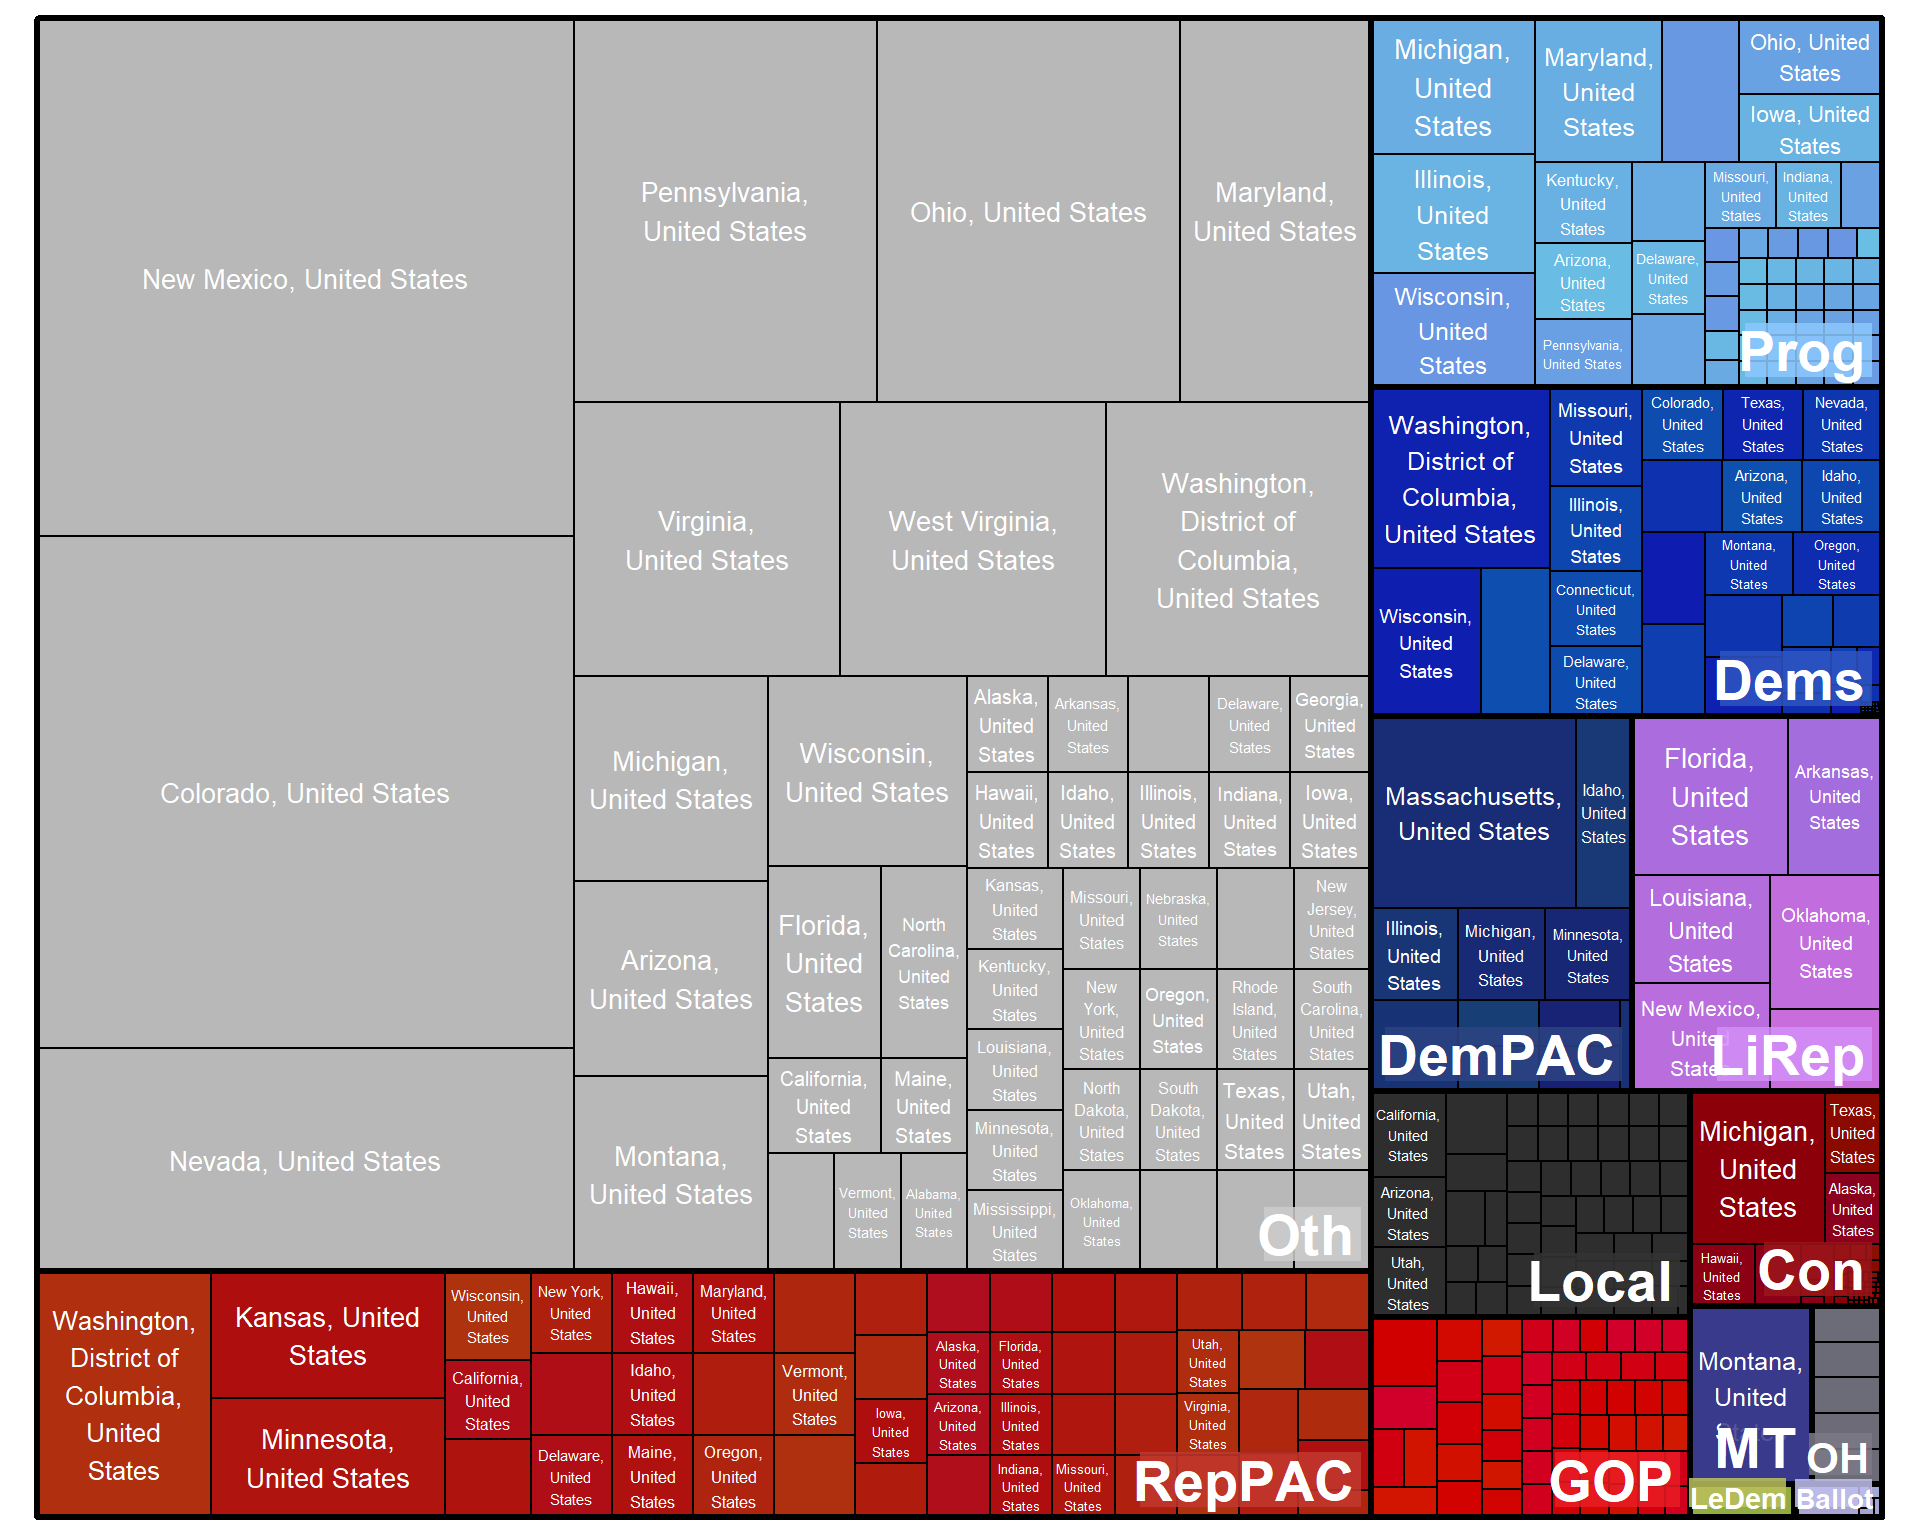 New Mexico, United States
Colorado, United States
Nevada, United States
Pennsylvania,
United States
Ohio, United States
Maryland,
United States
Virginia,
United States
West Virginia,
United States
Washington,
District of
Columbia,
United States
Michigan,
United States
Arizona,
United States
Montana,
United States
Wisconsin,
United States
Florida,
United
States
North
Carolina,
United
States
California,
United
States
Maine,
United
States
Vermont,
United
States
Alabama,
United
States
Alaska,
United
States
Arkansas,
United
States
Delaware,
United
States
Georgia,
United
States
Hawaii,
United
States
Idaho,
United
States
Illinois,
United
States
Indiana,
United
States
Iowa,
United
States
Kansas,
United
States
Kentucky,
United
States
Louisiana,
United
States
Minnesota,
United
States
Mississippi,
United
States
Missouri,
United
States
Nebraska,
United
States
New
Jersey,
United
States
New
York,
United
States
Oregon,
United
States
Rhode
Island,
United
States
South
Carolina,
United
States
North
Dakota,
United
States
South
Dakota,
United
States
Texas,
United
States
Utah,
United
States
Oklahoma,
United
States
Oth
Michigan,
United
States
Illinois,
United
States
Wisconsin,
United
States
Maryland,
United
States
Ohio, United
States
Iowa, United
States
Kentucky,
United
States
Arizona,
United
States
Pennsylvania,
United States
Delaware,
United
States
Missouri,
United
States
Indiana,
United
States
Prog
Washington,
District of
Columbia,
United States
Wisconsin,
United
States
Missouri,
United
States
Illinois,
United
States
Connecticut,
United
States
Delaware,
United
States
Colorado,
United
States
Texas,
United
States
Nevada,
United
States
Arizona,
United
States
Idaho,
United
States
Montana,
United
States
Oregon,
United
States
Dems
Massachusetts,
United States
Idaho,
United
States
Illinois,
United
States
Michigan,
United
States
Minnesota,
United
States
DemPAC
Florida,
United
States
Arkansas,
United
States
Louisiana,
United
States
Oklahoma,
United
States
New Mexico,
United
States
LiRep
California,
United
States
Arizona,
United
States
Utah,
United
States
Local
Michigan,
United
States
Texas,
United
States
Alaska,
United
States
Hawaii,
United
States
Con
Washington,
District of
Columbia,
United
States
Kansas, United
States
Minnesota,
United States
Wisconsin,
United
States
California,
United
States
New York,
United
States
Delaware,
United
States
Hawaii,
United
States
Idaho,
United
States
Maine,
United
States
Maryland,
United
States
Oregon,
United
States
Vermont,
United
States
Iowa,
United
States
Alaska,
United
States
Arizona,
United
States
Florida,
United
States
Illinois,
United
States
Indiana,
United
States
Missouri,
United
States
Utah,
United
States
Virginia,
United
States
RepPAC
GOP
Montana,
United
States
MT
OH
LeDem
Ballot